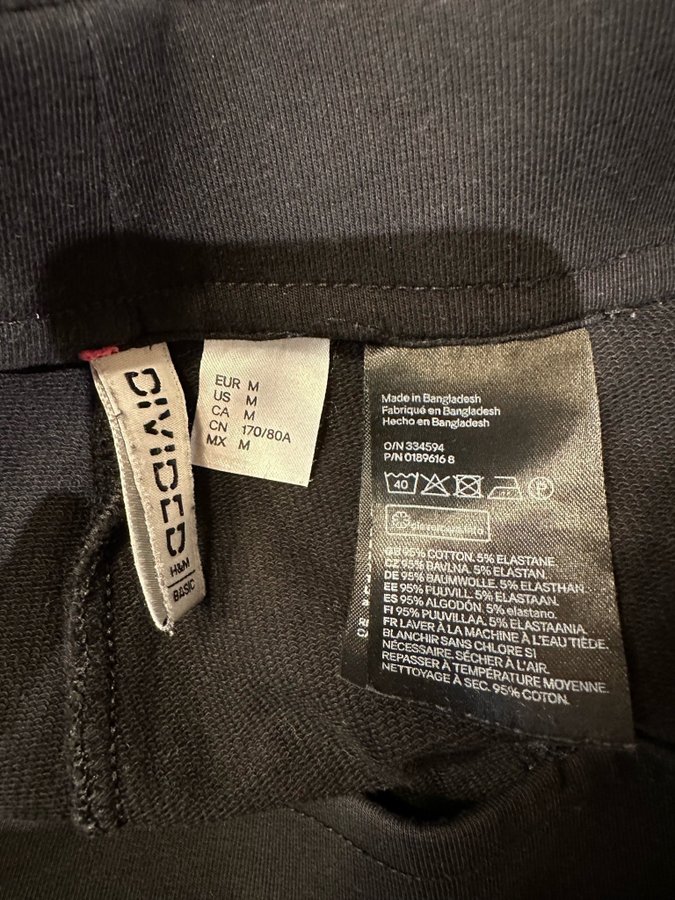 DIVIDED
H&M
BASIC
EUR M
US M
CA M
CN 170/80A
MX M
Made in Bangladesh
Fabriqué en Bangladesh
Hecho en Bangladesh
O/N 334594
P/N 0189616 8
40
GB 95% COTTON. 5% ELASTANE.
CZ 95% BAVLNA. 5% ELASTAN.
DE 95% BAUMWOLLE. 5% ELASTHAN.
EE 95% PUUVILL. 5% ELASTAAN.
ES 95% ALGODÓN. 5% elastano.
FI 95% PUUVILLAA. 5% ELASTAANIA.
FR LAVER À LA MACHINE À L'EAU TIÈDE.
BLANCHIR SANS CHLORE SI
NÉCESSAIRE. SÉCHER À L'AIR.
REPASSER À TEMPÉRATURE MOYENNE.
NETTOYAGE À SEC. 95% COTON.